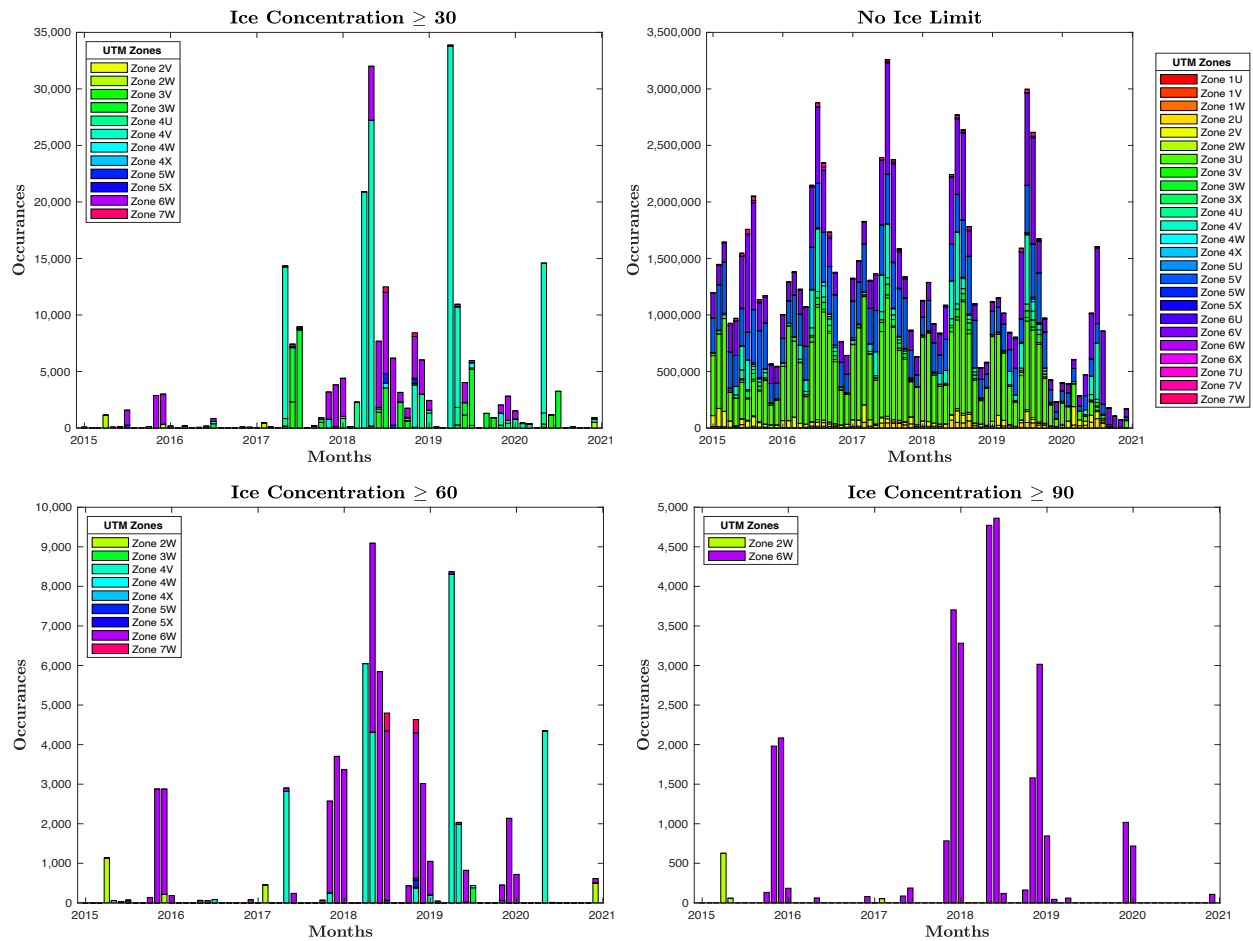 Ice Concentration ≥ 30
35,000
30,000
25,000
20,000
15,000
10,000
5,000
0
Occurances
UTM Zones
Zone 2V
Zone 2W
Zone 3V
Zone 3W
Zone 4U
Zone 4V
Zone 4W
Zone 4X
Zone 5W
Zone 5X
Zone 6W
Zone 7W
2015 2016 2017 2018 2019 2020 2021
Months
No Ice Limit
3,500,000
3,000,000
2,500,000
2,000,000
1,500,000
1,000,000
500,000
0
Occurances
2015 2016 2017 2018 2019 2020 2021
Months
UTM Zones
Zone 1U
Zone 1V
Zone 1W
Zone 2U
Zone 2V
Zone 2W
Zone 3U
Zone 3V
Zone 3W
Zone 3X
Zone 4U
Zone 4V
Zone 4W
Zone 4X
Zone 5U
Zone 5V
Zone 5W
Zone 5X
Zone 6U
Zone 6V
Zone 6W
Zone 6X
Zone 7U
Zone 7V
Zone 7W
Ice Concentration ≥ 60
10,000
9,000
8,000
7,000
6,000
5,000
4,000
3,000
2,000
1,000
0
Occurances
UTM Zones
Zone 2W
Zone 3W
Zone 4V
Zone 4W
Zone 4X
Zone 5W
Zone 5X
Zone 6W
Zone 7W
2015 2016 2017 2018 2019 2020 2021
Months
Ice Concentration ≥ 90
5,000
4,500
4,000
3,500
3,000
2,500
2,000
1,500
1,000
500
0
Occurances
UTM Zones
Zone 2W
Zone 6W
2015 2016 2017 2018 2019 2020 2021
Months